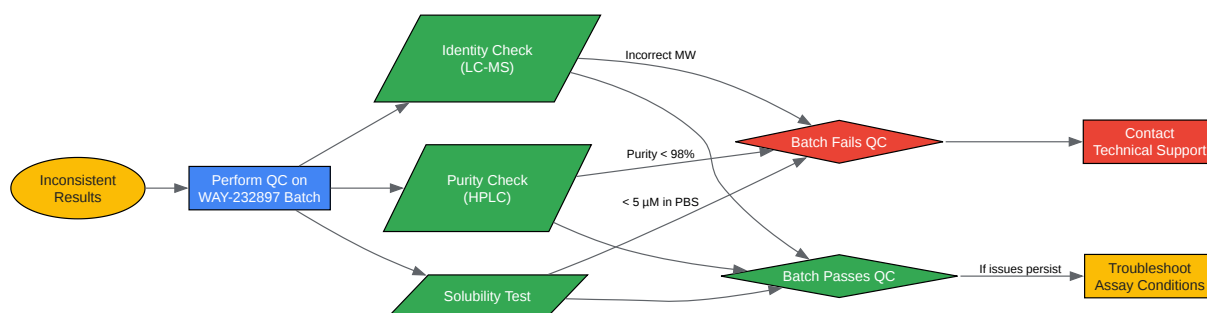 Inconsistent
Results
Perform QC on
WAY-232897 Batch
Identity Check
(LC-MS)
Purity Check
(HPLC)
Solubility Test
Incorrect MW
Purity < 98%
< 5 µM in PBS
Batch Fails QC
Batch Passes QC
If issues persist
Contact
Technical Support
Troubleshoot
Assay Conditions